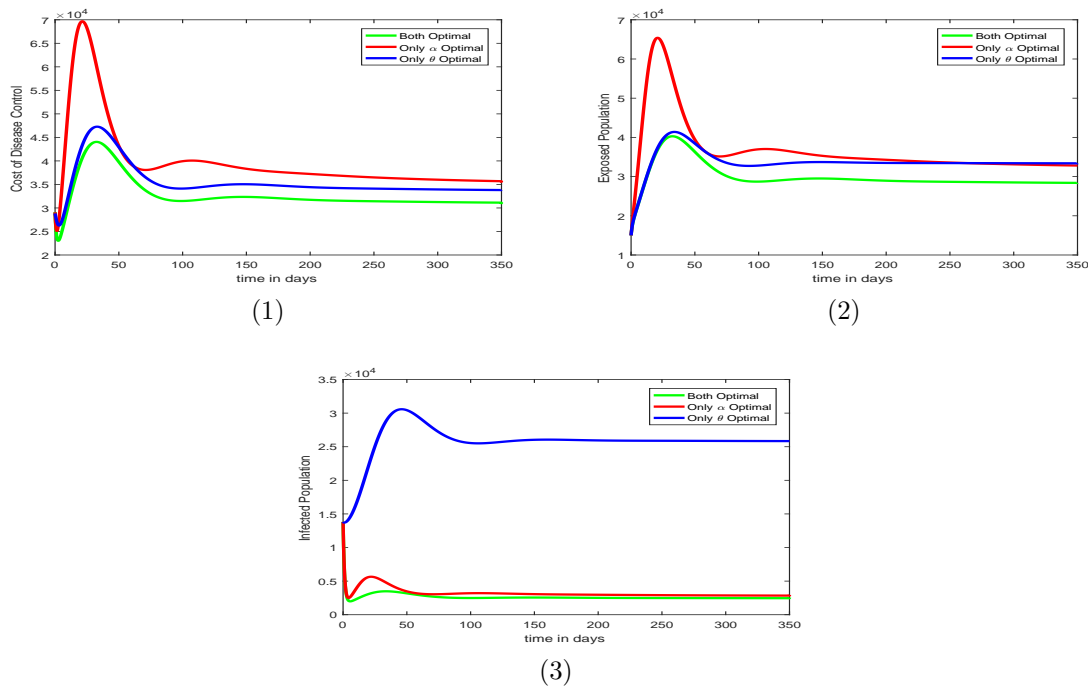 ×10⁴
7
6.5
6
5.5
5
4.5
4
3.5
3
2.5
2
Cost of Disease Control
0 50 100 150 200 250 300 350
time in days
Both Optimal
Only α Optimal
Only θ Optimal
(1)
×10⁴
7
6
5
4
3
2
1
Exposed Population
0 50 100 150 200 250 300 350
time in days
Both Optimal
Only α Optimal
Only θ Optimal
(2)
×10⁴
3.5
3
2.5
2
1.5
1
0.5
0
Infected Population
0 50 100 150 200 250 300 350
time in days
Both Optimal
Only α Optimal
Only θ Optimal
(3)